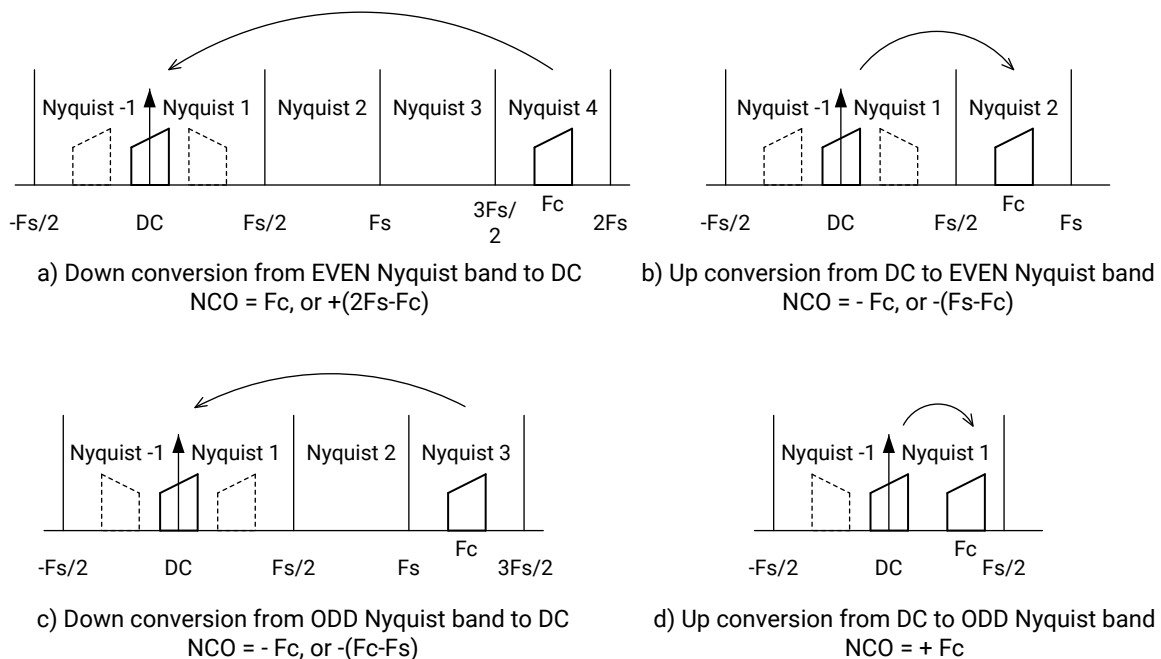 Nyquist -1 Nyquist 1 Nyquist 2 Nyquist 3 Nyquist 4
Fc
-Fs/2 DC Fs/2 Fs 3Fs/
2 2Fs
a) Down conversion from EVEN Nyquist band to DC
NCO = Fc, or +(2Fs-Fc)
Nyquist -1 Nyquist 1 Nyquist 2
Fc
-Fs/2 DC Fs/2 Fs
b) Up conversion from DC to EVEN Nyquist band
NCO = - Fc, or -(Fs-Fc)
Nyquist -1 Nyquist 1 Nyquist 2 Nyquist 3
Fc
-Fs/2 DC Fs/2 Fs 3Fs/2
c) Down conversion from ODD Nyquist band to DC
NCO = - Fc, or -(Fc-Fs)
Nyquist -1 Nyquist 1
Fc
-Fs/2 DC Fs/2
d) Up conversion from DC to ODD Nyquist band
NCO = + Fc